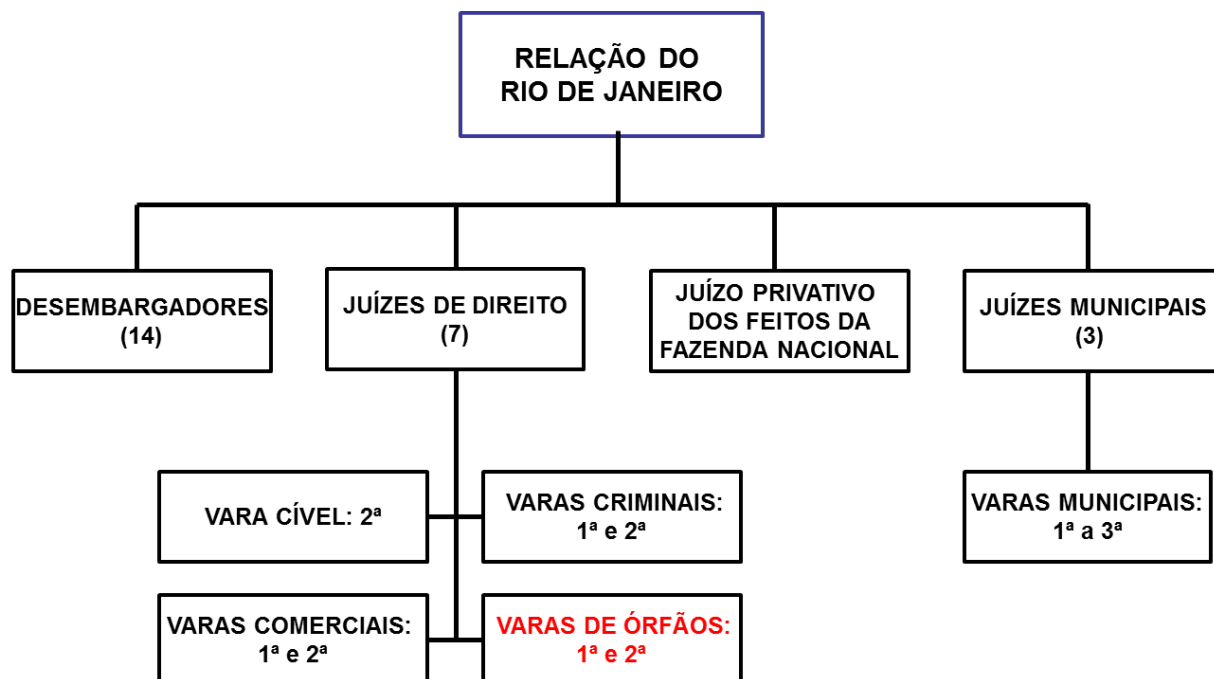 RELAÇÃO DO
RIO DE JANEIRO
DESEMBARGADORES
(14)
JUÍZES DE DIREITO
(7)
JUÍZO PRIVATIVO
DOS FEITOS DA
FAZENDA NACIONAL
JUÍZES MUNICIPAIS
(3)
VARA CÍVEL: 2ª
VARAS CRIMINAIS:
1ª e 2ª
VARAS MUNICIPAIS:
1ª a 3ª
VARAS COMERCIAIS:
1ª e 2ª
VARAS DE ÓRFÃOS:
1ª e 2ª